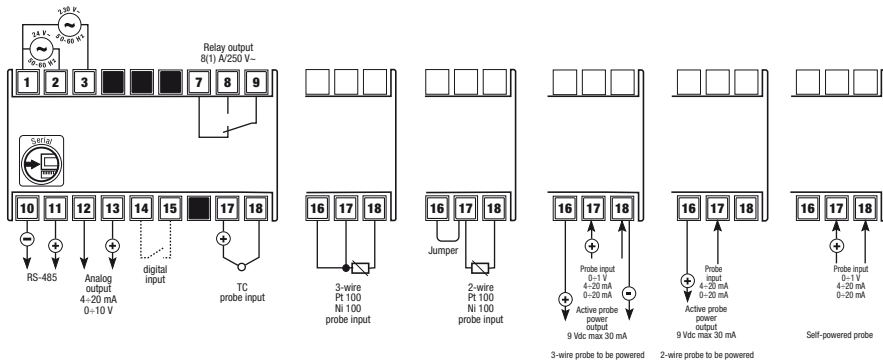 230 V~
50-60 Hz
24 V~
50-60 Hz
Relay output
8(1) A/250 V~
1 2 3 7 8 9
Serial
10 11 12 13 14 15 17 18
RS-485
Analog
output
4÷20 mA
0÷10 V
digital
input
TC
probe input
16 17 18
3-wire
Pt 100
Ni 100
probe input
16 17 18
Jumper
2-wire
Pt 100
Ni 100
probe input
16 17 18
Probe input
0÷1 V
4÷20 mA
0÷20 mA
Active probe
power
output
9 Vdc max 30 mA
3-wire probe to be powered
16 17 18
Probe
input
4÷20 mA
0÷20 mA
Active probe
power
output
9 Vdc max 30 mA
2-wire probe to be powered
16 17 18
Probe input
0÷1 V
4÷20 mA
0÷20 mA
Self-powered probe